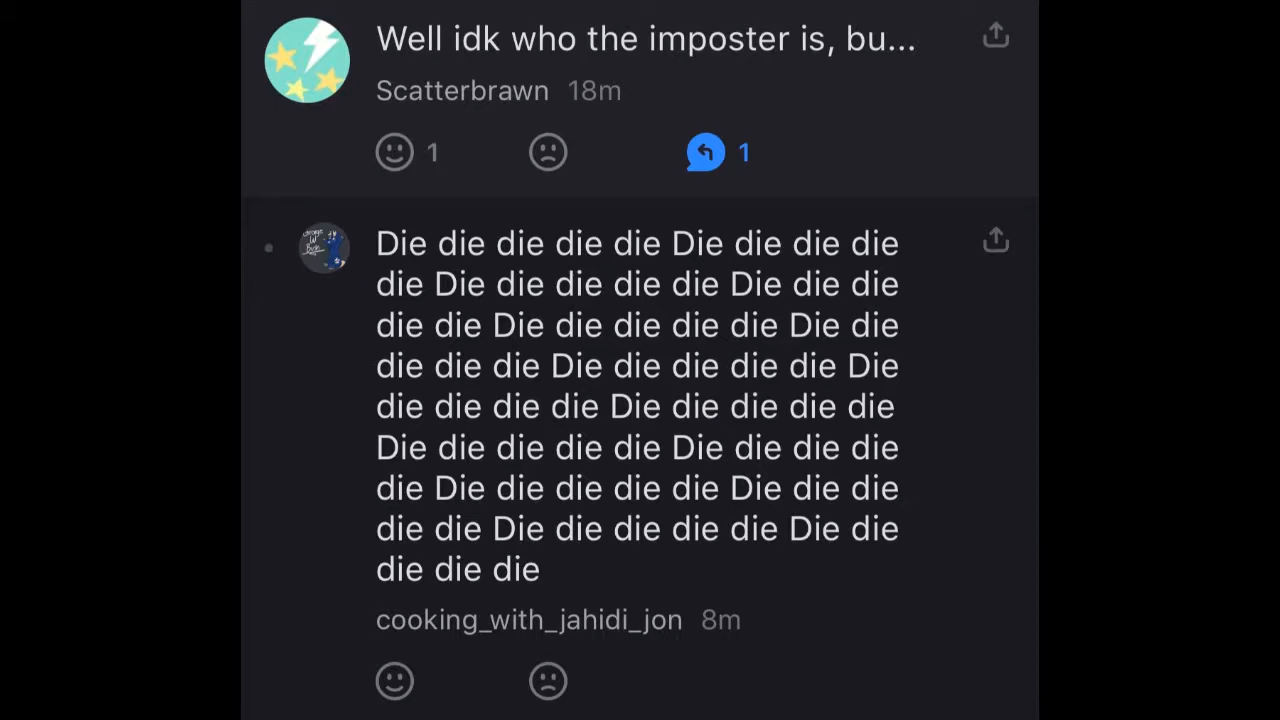 Well idk who the imposter is, bu...
Scatterbrawn 18m
1 1
Die die die die die Die die die die
die Die die die die die Die die die
die die Die die die die die Die die
die die die Die die die die die Die
die die die die Die die die die die
Die die die die die Die die die die
die Die die die die die Die die die
die die Die die die die die Die die
die die die
cooking_with_jahidi_jon 8m